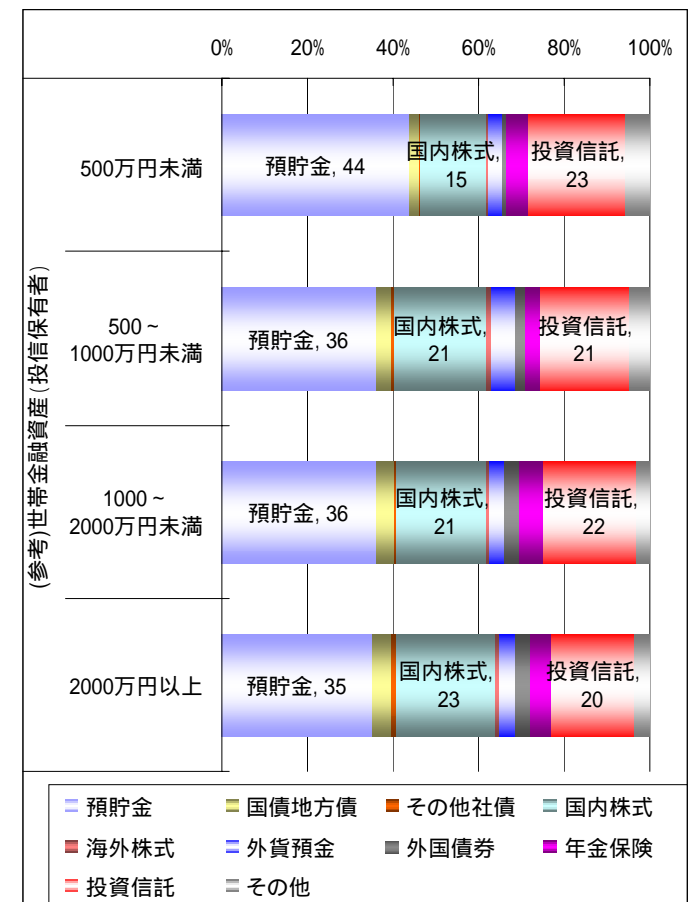 0% 20% 40% 60% 80% 100%
(参考)世帯金融資産(投信保有者)
500万円未満
預貯金, 44
国内株式,
15
投資信託,
23
500～
1000万円未満
預貯金, 36
国内株式,
21
投資信託,
21
1000～
2000万円未満
預貯金, 36
国内株式,
21
投資信託,
22
2000万円以上
預貯金, 35
国内株式,
23
投資信託,
20
預貯金 国債地方債 その他社債 国内株式
海外株式 外貨預金 外国債券 年金保険
投資信託 その他